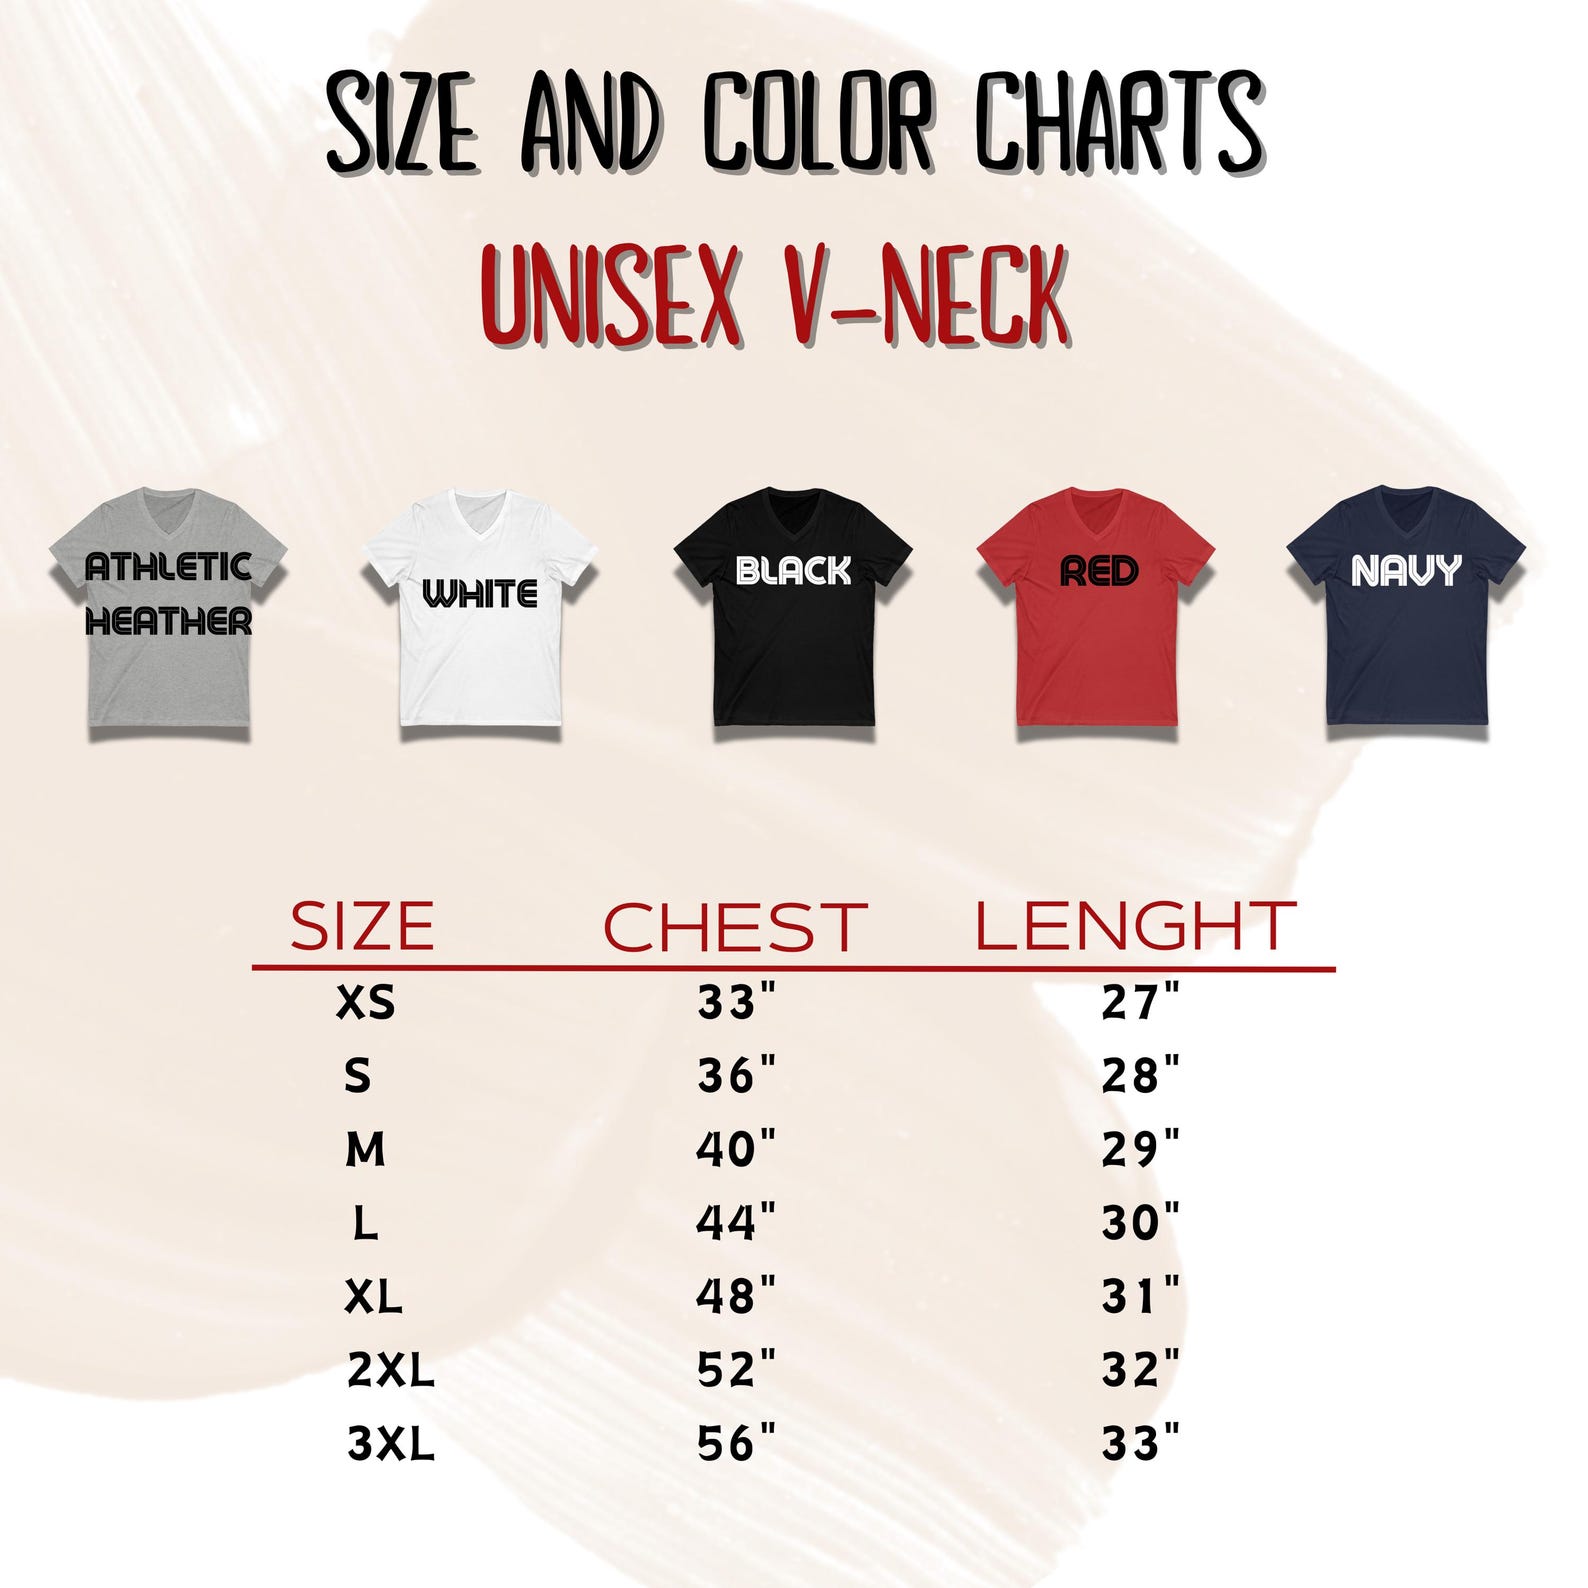 SIZE AND COLOR CHARTS
UNISEX V-NECK
ATHLETIC
HEATHER
WHITE
BLACK
RED
NAVY
SIZE CHEST LENGHT
XS 33" 27"
S 36" 28"
M 40" 29"
L 44" 30"
XL 48" 31"
2XL 52" 32"
3XL 56" 33"